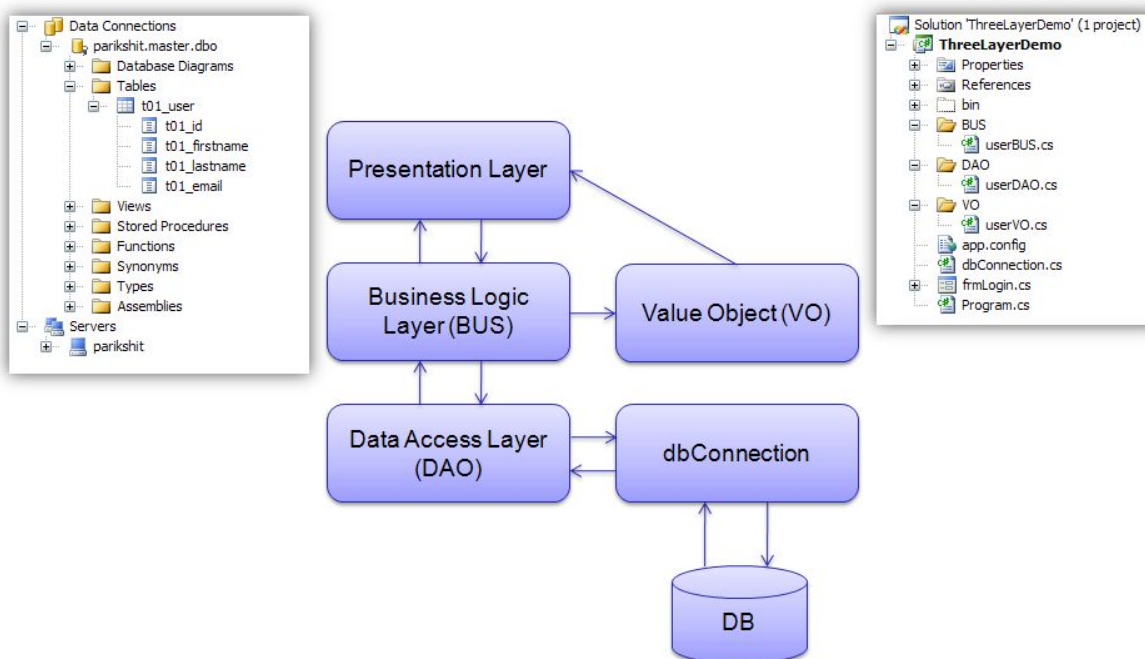 Data Connections
parikshit.master.dbo
Database Diagrams
Tables
t01_user
t01_id
t01_firstname
t01_lastname
t01_email
Views
Stored Procedures
Functions
Synonyms
Types
Assemblies
Servers
parikshit
Presentation Layer
Business Logic
Layer (BUS)
Value Object (VO)
Data Access Layer
(DAO)
dbConnection
DB
Solution 'ThreeLayerDemo' (1 project)
ThreeLayerDemo
Properties
References
bin
BUS
userBUS.cs
DAO
userDAO.cs
VO
userVO.cs
app.config
dbConnection.cs
frmLogin.cs
Program.cs